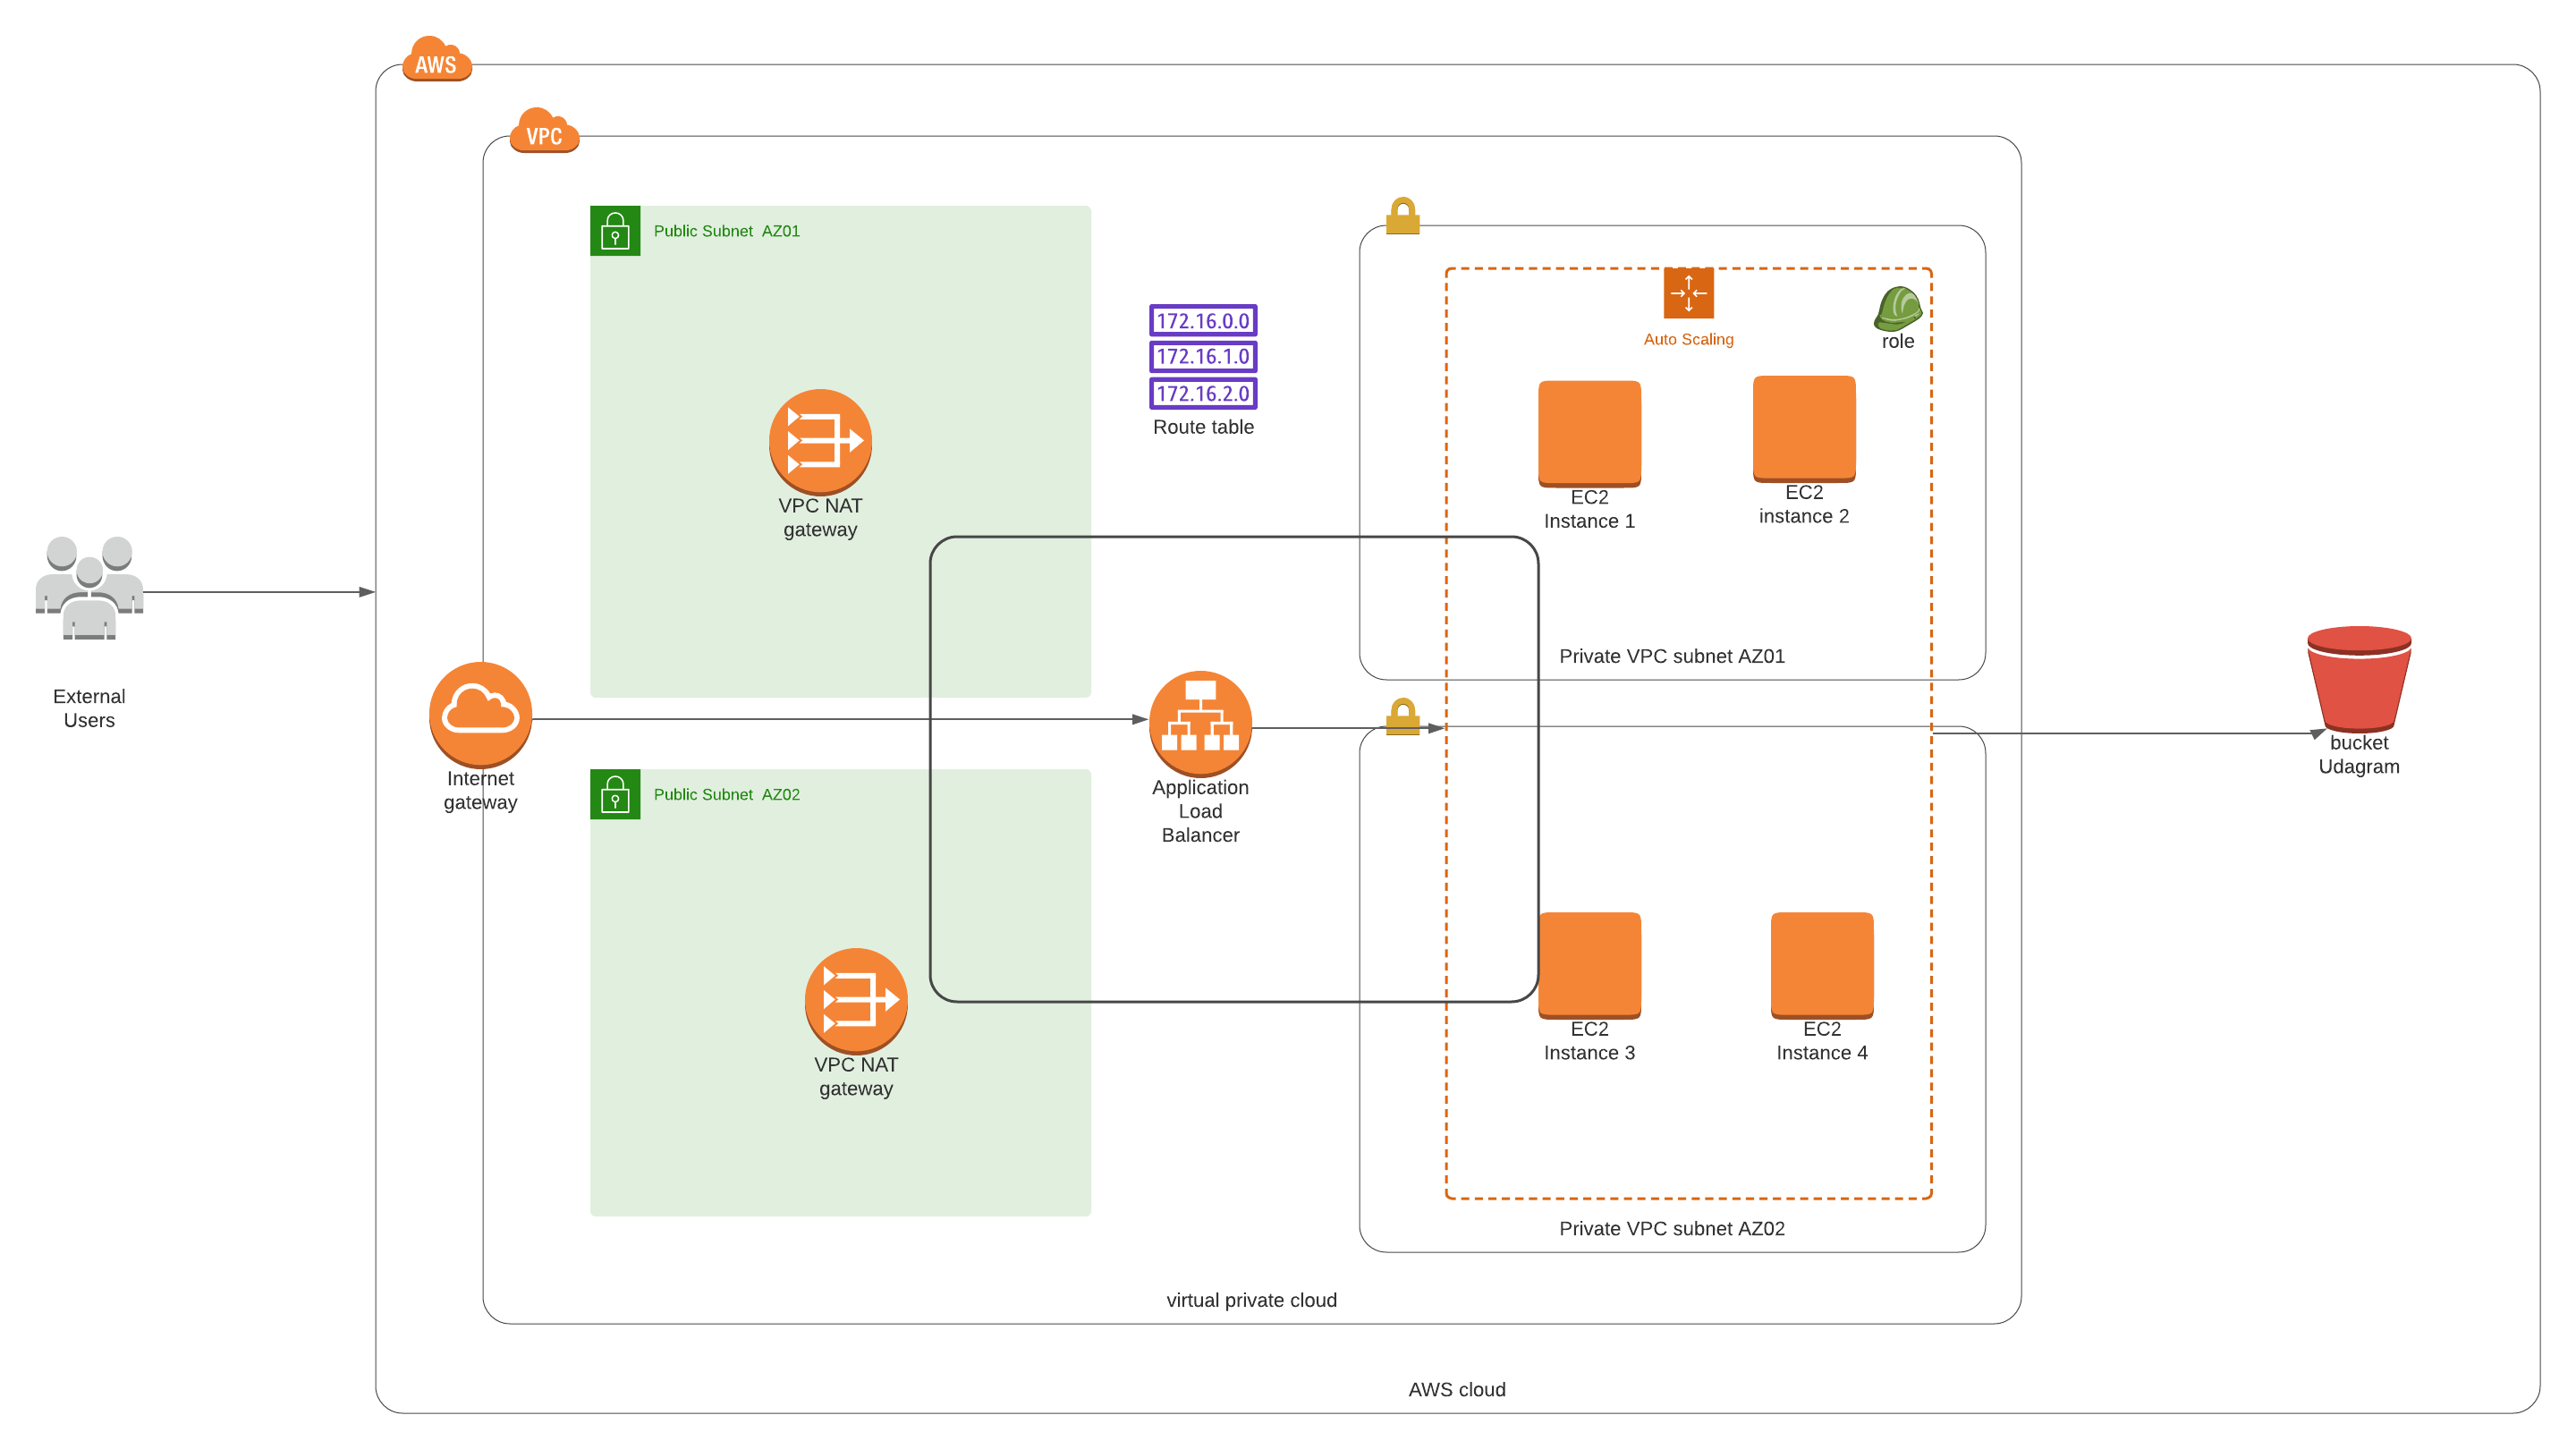 AWS
VPC
Public Subnet  AZ01
172.16.0.0
172.16.1.0
172.16.2.0
Route table
Auto Scaling
role
VPC NAT
gateway
EC2
Instance 1
EC2
instance 2
Private VPC subnet AZ01
External
Users
Internet
gateway
Public Subnet  AZ02
Application
Load
Balancer
bucket
Udagram
VPC NAT
gateway
EC2
Instance 3
EC2
Instance 4
Private VPC subnet AZ02
virtual private cloud
AWS cloud